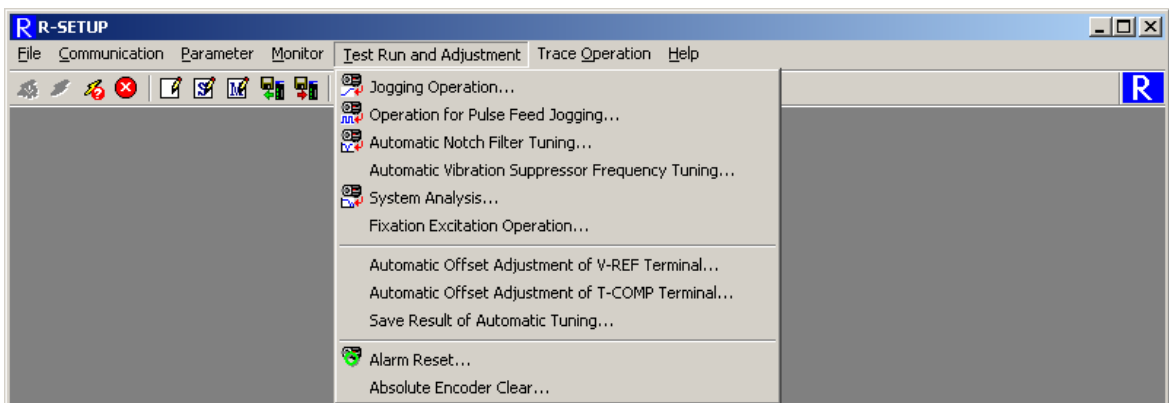 R R-SETUP
File Communication Parameter Monitor Test Run and Adjustment Trace Operation Help
R
Jogging Operation...
Operation for Pulse Feed Jogging...
Automatic Notch Filter Tuning...
Automatic Vibration Suppressor Frequency Tuning...
System Analysis...
Fixation Excitation Operation...
Automatic Offset Adjustment of V-REF Terminal...
Automatic Offset Adjustment of T-COMP Terminal...
Save Result of Automatic Tuning...
Alarm Reset...
Absolute Encoder Clear...